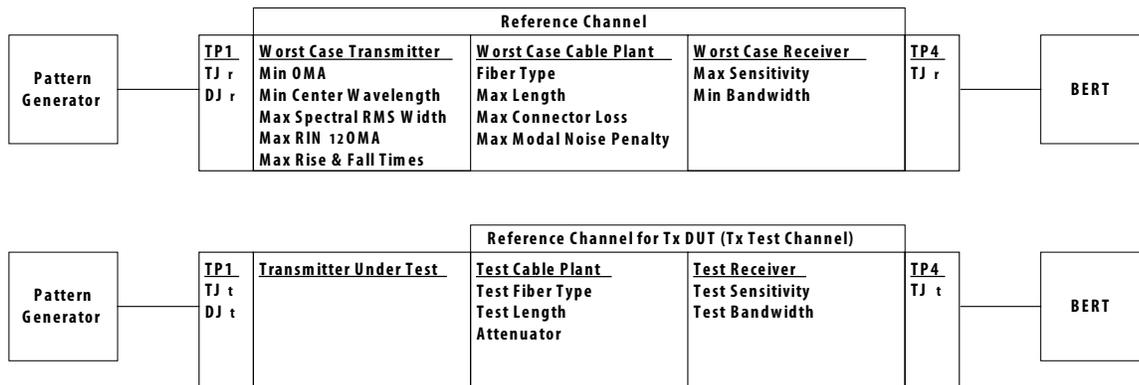 Reference Channel
Pattern
Generator
TP1
TJ r
DJ r
Worst Case Transmitter
Min OMA
Min Center Wavelength
Max Spectral RMS Width
Max RIN 12OMA
Max Rise & Fall Times
Worst Case Cable Plant
Fiber Type
Max Length
Max Connector Loss
Max Modal Noise Penalty
Worst Case Receiver
Max Sensitivity
Min Bandwidth
TP4
TJ r
BERT
Reference Channel for Tx DUT (Tx Test Channel)
Pattern
Generator
TP1
TJ t
DJ t
Transmitter Under Test
Test Cable Plant
Test Fiber Type
Test Length
Attenuator
Test Receiver
Test Sensitivity
Test Bandwidth
TP4
TJ t
BERT